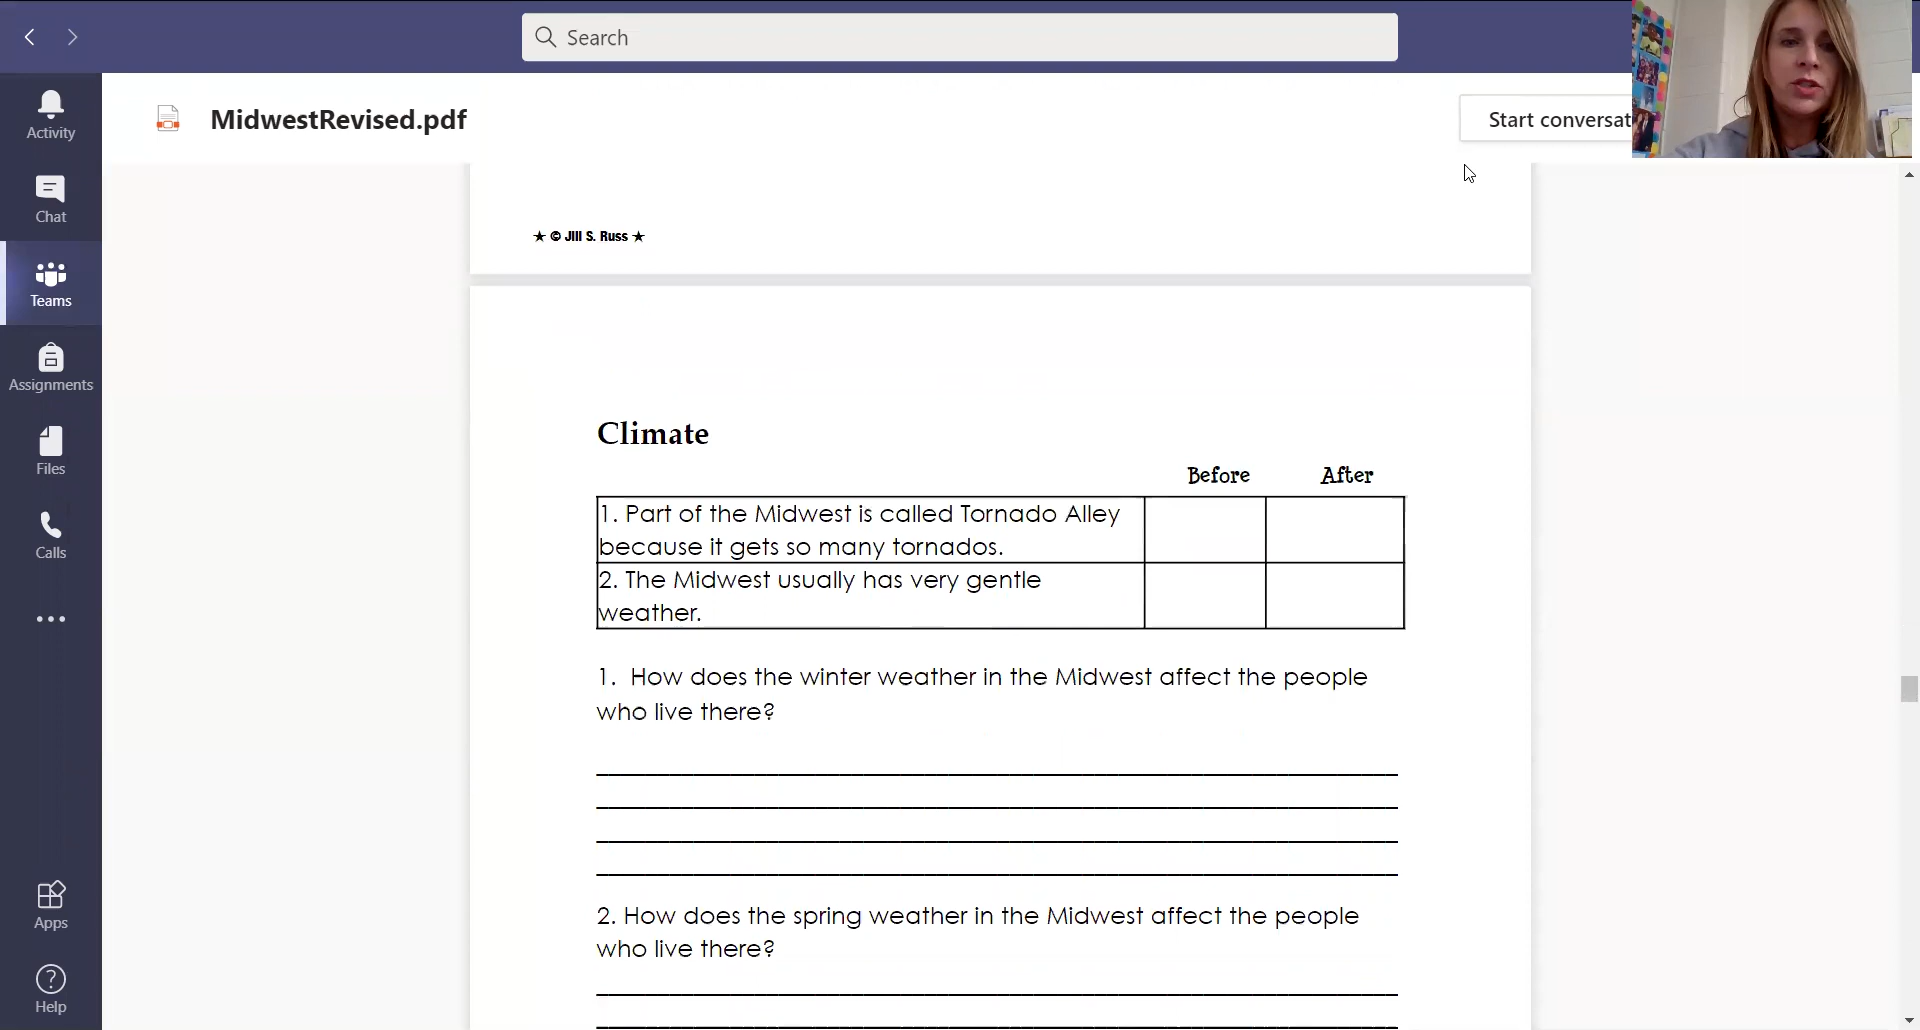 Search
Activity
Chat
Teams
Assignments
Files
Calls
Apps
Help
MidwestRevised.pdf
Start conversat
★ © Jill S. Russ ★
Climate
Before After
1. Part of the Midwest is called Tornado Alley
because it gets so many tornados.
2. The Midwest usually has very gentle
weather.
1. How does the winter weather in the Midwest affect the people
who live there?
2. How does the spring weather in the Midwest affect the people
who live there?